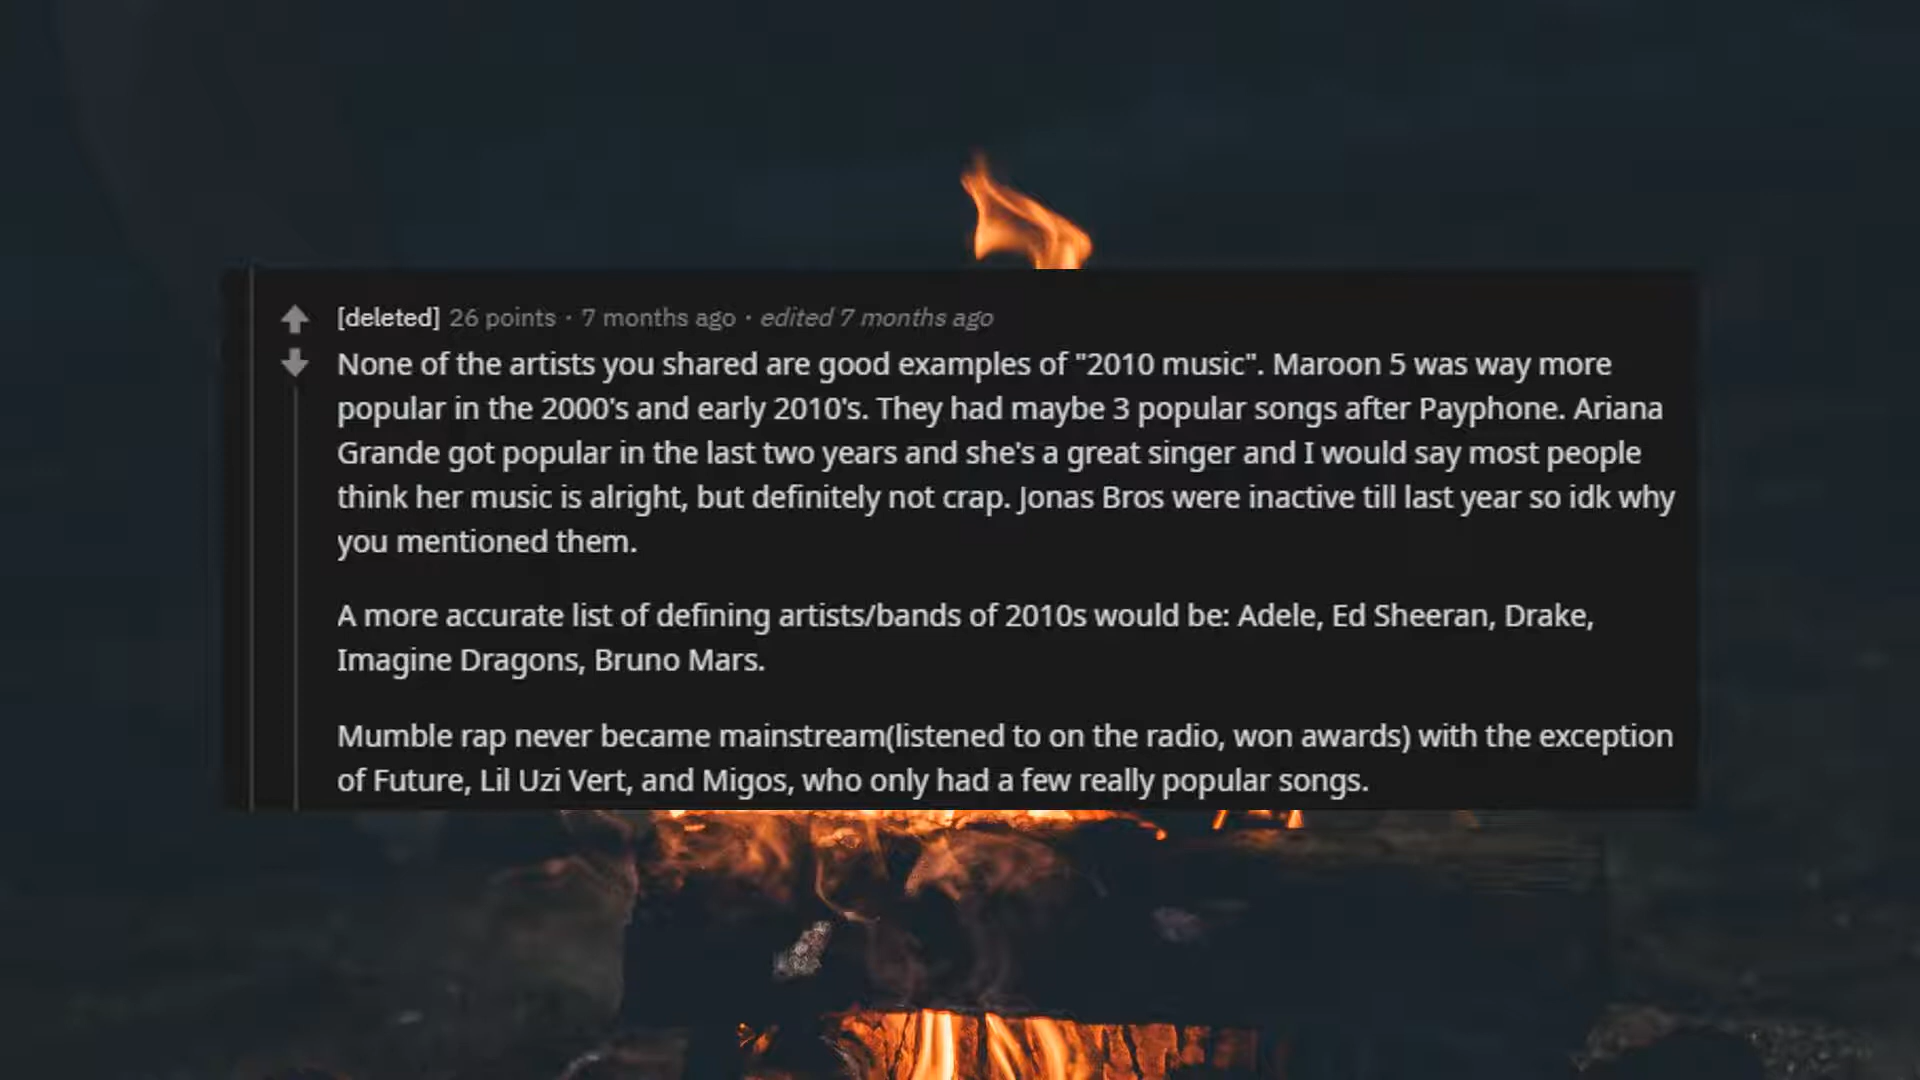 [deleted] 26 points · 7 months ago · edited 7 months ago
None of the artists you shared are good examples of "2010 music". Maroon 5 was way more
popular in the 2000's and early 2010's. They had maybe 3 popular songs after Payphone. Ariana
Grande got popular in the last two years and she's a great singer and I would say most people
think her music is alright, but definitely not crap. Jonas Bros were inactive till last year so idk why
you mentioned them.
A more accurate list of defining artists/bands of 2010s would be: Adele, Ed Sheeran, Drake,
Imagine Dragons, Bruno Mars.
Mumble rap never became mainstream(listened to on the radio, won awards) with the exception
of Future, Lil Uzi Vert, and Migos, who only had a few really popular songs.